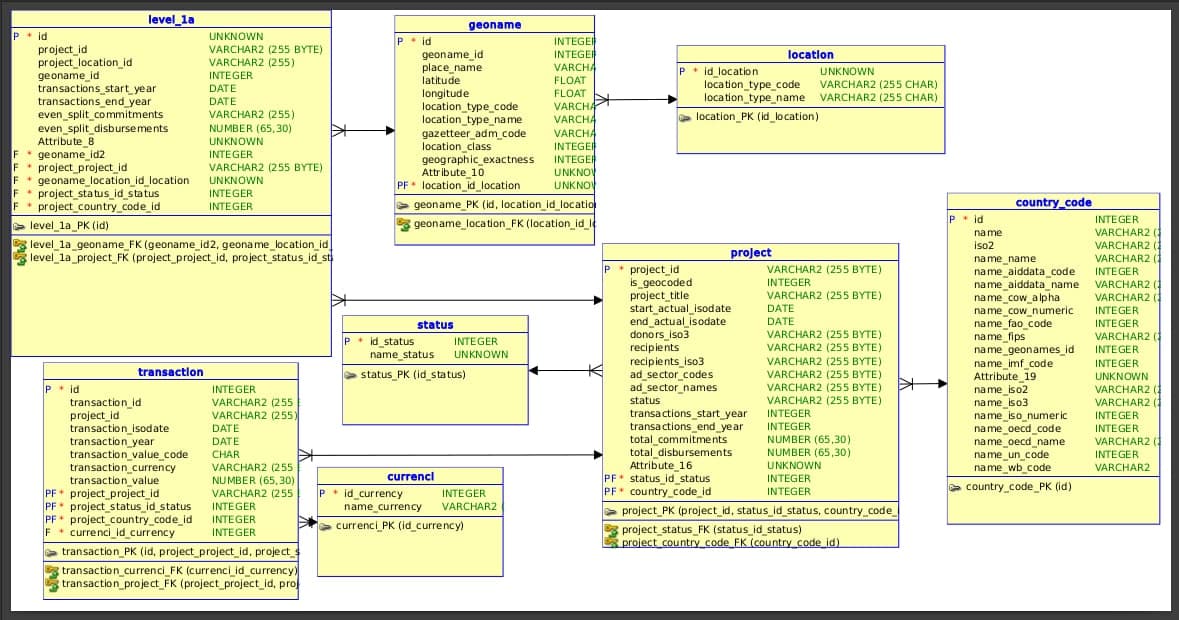 level_1a
P * id UNKNOWN
project_id VARCHAR2 (255 BYTE)
project_location_id VARCHAR2 (255)
geoname_id INTEGER
transactions_start_year DATE
transactions_end_year DATE
even_split_commitments VARCHAR2 (255)
even_split_disbursements NUMBER (65,30)
Attribute_8 UNKNOWN
F * geoname_id2 INTEGER
F * project_project_id VARCHAR2 (255 BYTE)
F * geoname_location_id_location UNKNOWN
F * project_status_id_status INTEGER
F * project_country_code_id INTEGER
level_1a_PK (id)
level_1a_geoname_FK (geoname_id2, geoname_location_id_
level_1a_project_FK (project_project_id, project_status_id_st
geoname
P * id INTEGER
geoname_id INTEGER
place_name VARCHA
latitude FLOAT
longitude FLOAT
location_type_code VARCHA
location_type_name VARCHA
gazetteer_adm_code VARCHA
location_class INTEGER
geographic_exactness INTEGER
Attribute_10 UNKNOW
PF * location_id_location UNKNOW
geoname_PK (id, location_id_locatio
geoname_location_FK (location_id_lo
location
P * id_location UNKNOWN
location_type_code VARCHAR2 (255 CHAR)
location_type_name VARCHAR2 (255 CHAR)
location_PK (id_location)
country_code
P * id INTEGER
name VARCHAR2 (2
iso2 VARCHAR2 (2
name_name VARCHAR2 (2
name_aiddata_code INTEGER
name_aiddata_name VARCHAR2 (2
name_cow_alpha VARCHAR2 (2
name_cow_numeric INTEGER
name_fao_code INTEGER
name_fips VARCHAR2 (2
name_geonames_id INTEGER
name_imf_code INTEGER
Attribute_19 UNKNOWN
name_iso2 VARCHAR2 (2
name_iso3 VARCHAR2 (2
name_iso_numeric INTEGER
name_oecd_code INTEGER
name_oecd_name VARCHAR2 (2
name_un_code INTEGER
name_wb_code VARCHAR2
country_code_PK (id)
project
P * project_id VARCHAR2 (255 BYTE)
is_geocoded INTEGER
project_title VARCHAR2 (255 BYTE)
start_actual_isodate DATE
end_actual_isodate DATE
donors_iso3 VARCHAR2 (255 BYTE)
recipients VARCHAR2 (255 BYTE)
recipients_iso3 VARCHAR2 (255 BYTE)
ad_sector_codes VARCHAR2 (255 BYTE)
ad_sector_names VARCHAR2 (255 BYTE)
status VARCHAR2 (255 BYTE)
transactions_start_year INTEGER
transactions_end_year INTEGER
total_commitments NUMBER (65,30)
total_disbursements NUMBER (65,30)
Attribute_16 UNKNOWN
PF * status_id_status INTEGER
PF * country_code_id INTEGER
project_PK (project_id, status_id_status, country_code_
project_status_FK (status_id_status)
project_country_code_FK (country_code_id)
status
P * id_status INTEGER
name_status UNKNOWN
status_PK (id_status)
transaction
P * id INTEGER
transaction_id VARCHAR2 (255
project_id VARCHAR2 (255)
transaction_isodate DATE
transaction_year DATE
transaction_value_code CHAR
transaction_currency VARCHAR2 (255
transaction_value NUMBER (65,30)
PF * project_project_id VARCHAR2 (255
PF * project_status_id_status INTEGER
PF * project_country_code_id INTEGER
F * currenci_id_currency INTEGER
transaction_PK (id, project_project_id, project_s
transaction_currenci_FK (currenci_id_currency)
transaction_project_FK (project_project_id, proj
currenci
P * id_currency INTEGER
name_currency VARCHAR2 (
currenci_PK (id_currency)